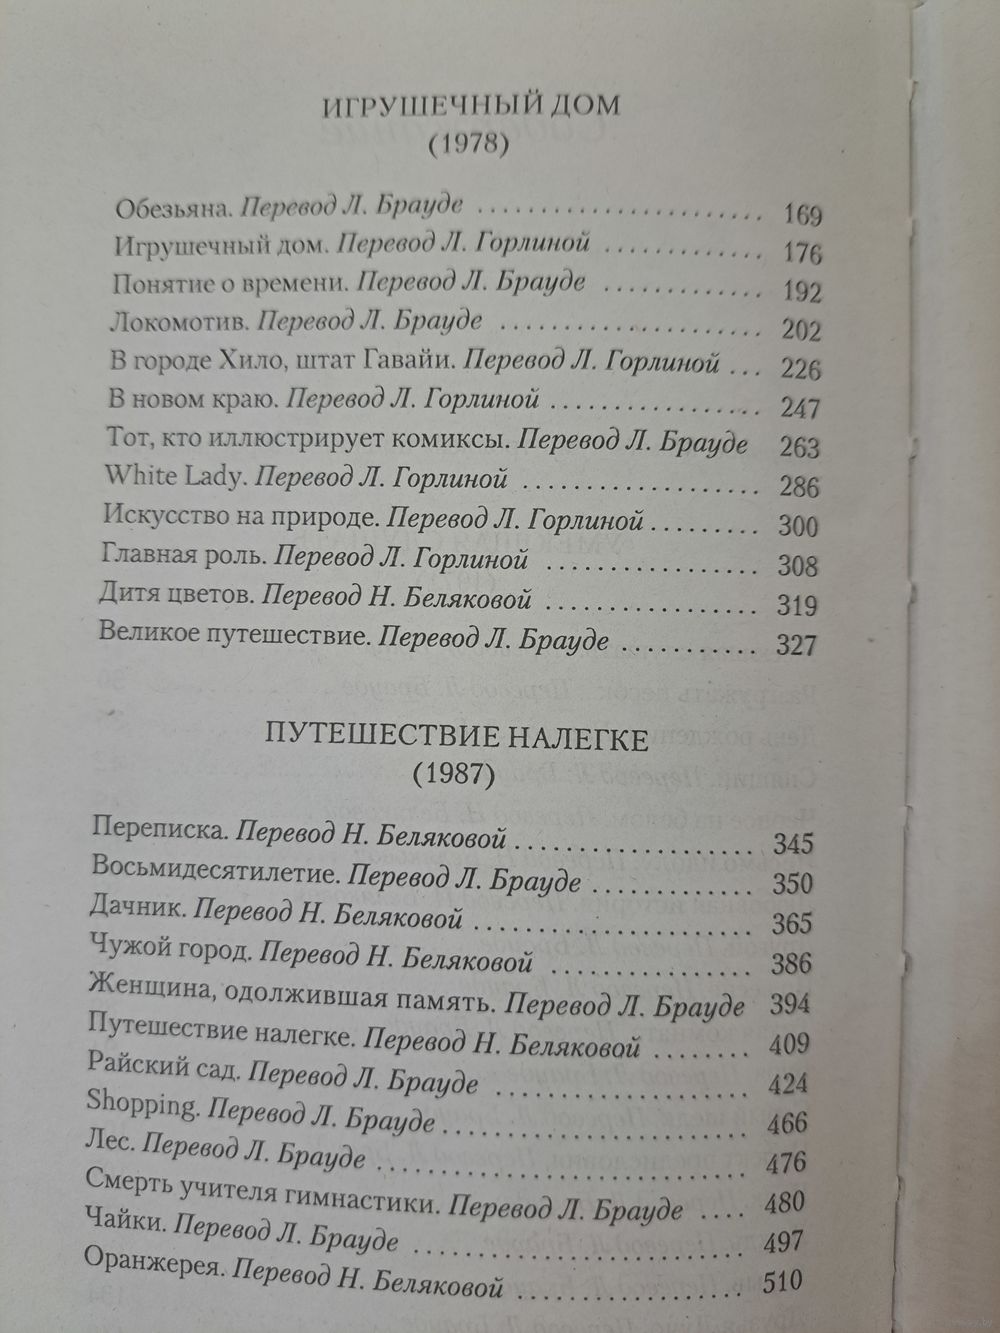 ИГРУШЕЧНЫЙ ДОМ
(1978)
Обезьяна. Перевод Л. Брауде ....................... 169
Игрушечный дом. Перевод Л. Горлиной ............. 176
Понятие о времени. Перевод Л. Брауде ............. 192
Локомотив. Перевод Л. Брауде ..................... 202
В городе Хило, штат Гавайи. Перевод Л. Горлиной ... 226
В новом краю. Перевод Л. Горлиной ................. 247
Тот, кто иллюстрирует комиксы. Перевод Л. Брауде 263
White Lady. Перевод Л. Горлиной ................... 286
Искусство на природе. Перевод Л. Горлиной ......... 300
Главная роль. Перевод Л. Горлиной ................. 308
Дитя цветов. Перевод Н. Беляковой ................. 319
Великое путешествие. Перевод Л. Брауде ........... 327
ПУТЕШЕСТВИЕ НАЛЕГКЕ
(1987)
Переписка. Перевод Н. Беляковой ................... 345
Восьмидесятилетие. Перевод Л. Брауде ............. 350
Дачник. Перевод Н. Беляковой ...................... 365
Чужой город. Перевод Н. Беляковой ................ 386
Женщина, одолжившая память. Перевод Л. Брауде 394
Путешествие налегке. Перевод Н. Беляковой ........ 409
Райский сад. Перевод Л. Брауде .................... 424
Shopping. Перевод Л. Брауде ........................ 466
Лес. Перевод Л. Брауде ............................. 476
Смерть учителя гимнастики. Перевод Л. Брауде .... 480
Чайки. Перевод Л. Брауде .......................... 497
Оранжерея. Перевод Н. Беляковой .................. 510